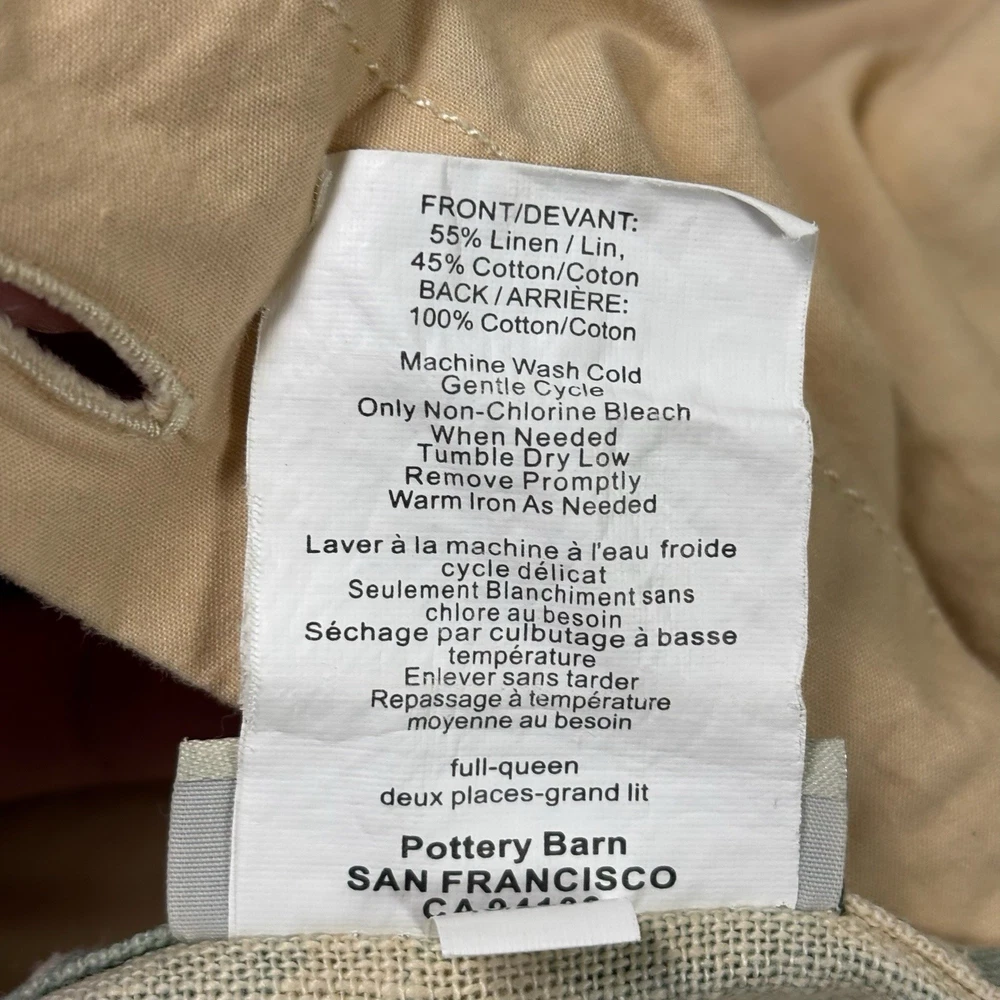 FRONT/DEVANT:
55% Linen / Lin,
45% Cotton/Coton
BACK / ARRIÈRE:
100% Cotton/Coton
Machine Wash Cold
Gentle Cycle
Only Non-Chlorine Bleach
When Needed
Tumble Dry Low
Remove Promptly
Warm Iron As Needed
Laver à la machine à l'eau froide
cycle délicat
Seulement Blanchiment sans
chlore au besoin
Séchage par culbutage à basse
température
Enlever sans tarder
Repassage à température
moyenne au besoin
full-queen
deux places-grand lit
Pottery Barn
SAN FRANCISCO
CA